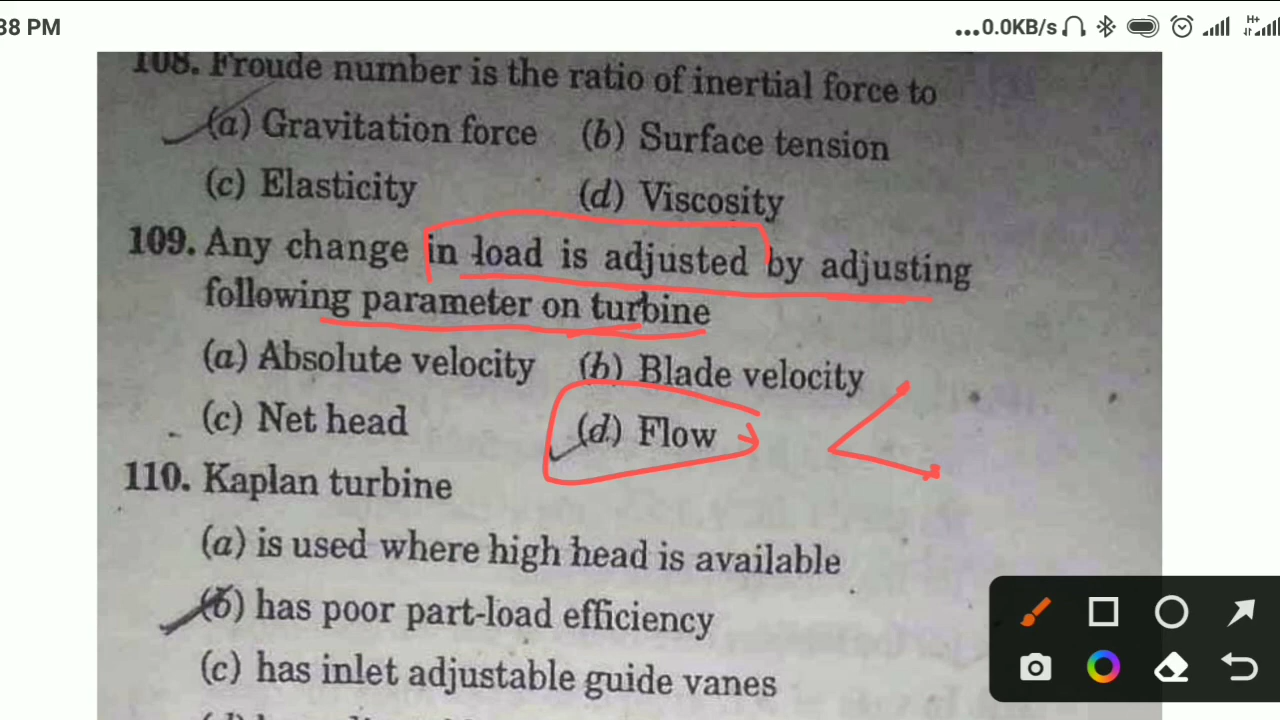 38 PM
...0.0KB/s
H+
108. Froude number is the ratio of inertial force to
(a) Gravitation force (b) Surface tension
(c) Elasticity (d) Viscosity
109. Any change in load is adjusted by adjusting
following parameter on turbine
(a) Absolute velocity (b) Blade velocity
(c) Net head (d) Flow
110. Kaplan turbine
(a) is used where high head is available
(b) has poor part-load efficiency
(c) has inlet adjustable guide vanes